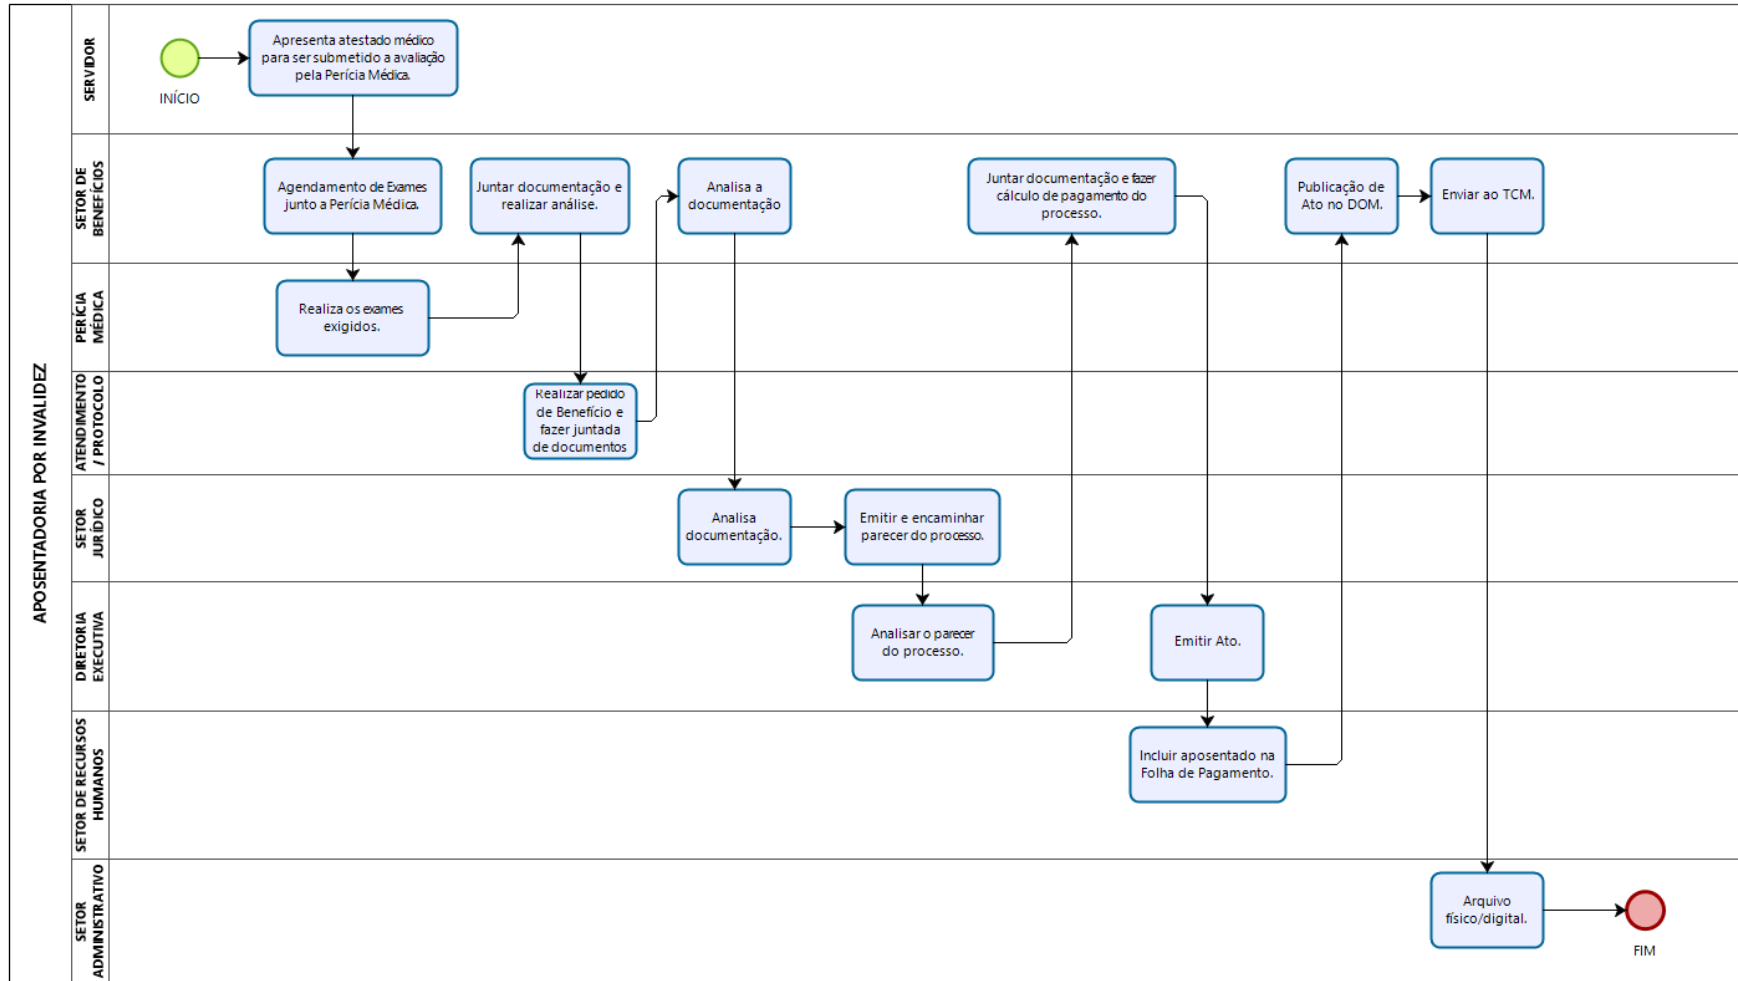 APOSENTADORIA POR INVALIDEZ
SERVIDOR
INÍCIO
Apresenta atestado médico
para ser submetido a avaliação
pela Perícia Médica.
SETOR DE
BENEFÍCIOS
Agendamento de Exames
junto a Perícia Médica.
Juntar documentação e
realizar análise.
Analisa a
documentação
Juntar documentação e fazer
cálculo de pagamento do
processo.
Publicação de
Ato no DOM.
Enviar ao TCM.
PERÍCIA
MÉDICA
Realiza os exames
exigidos.
ATENDIMENTO
/ PROTOCOLO
Realizar pedido
de Benefício e
fazer juntada
de documentos
SETOR
JURÍDICO
Analisa
documentação.
Emitir e encaminhar
parecer do processo.
DIRETORIA
EXECUTIVA
Analisar o parecer
do processo.
Emitir Ato.
SETOR DE RECURSOS
HUMANOS
Incluir aposentado na
Folha de Pagamento.
SETOR
ADMINISTRATIVO
Arquivo
físico/digital.
FIM